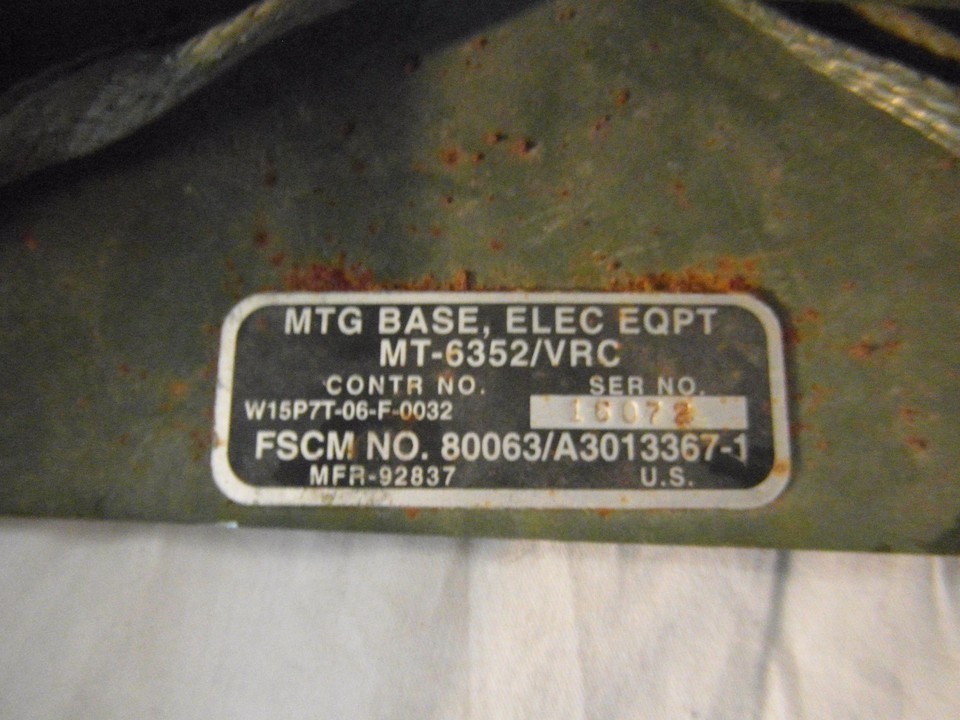 MTG BASE, ELEC EQPT
MT-6352/VRC
CONTR NO. SER NO.
W15P7T-06-F-0032
FSCM NO. 80063/A3013367-1
MFR-92837 U.S.